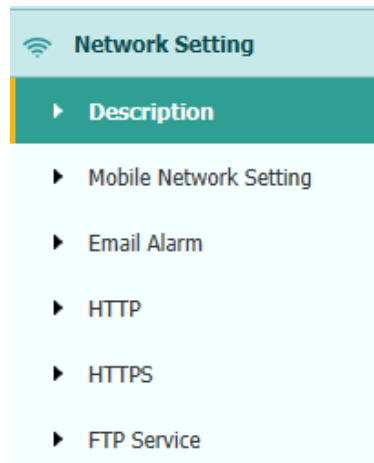 Network Setting
Description
Mobile Network Setting
Email Alarm
HTTP
HTTPS
FTP Service